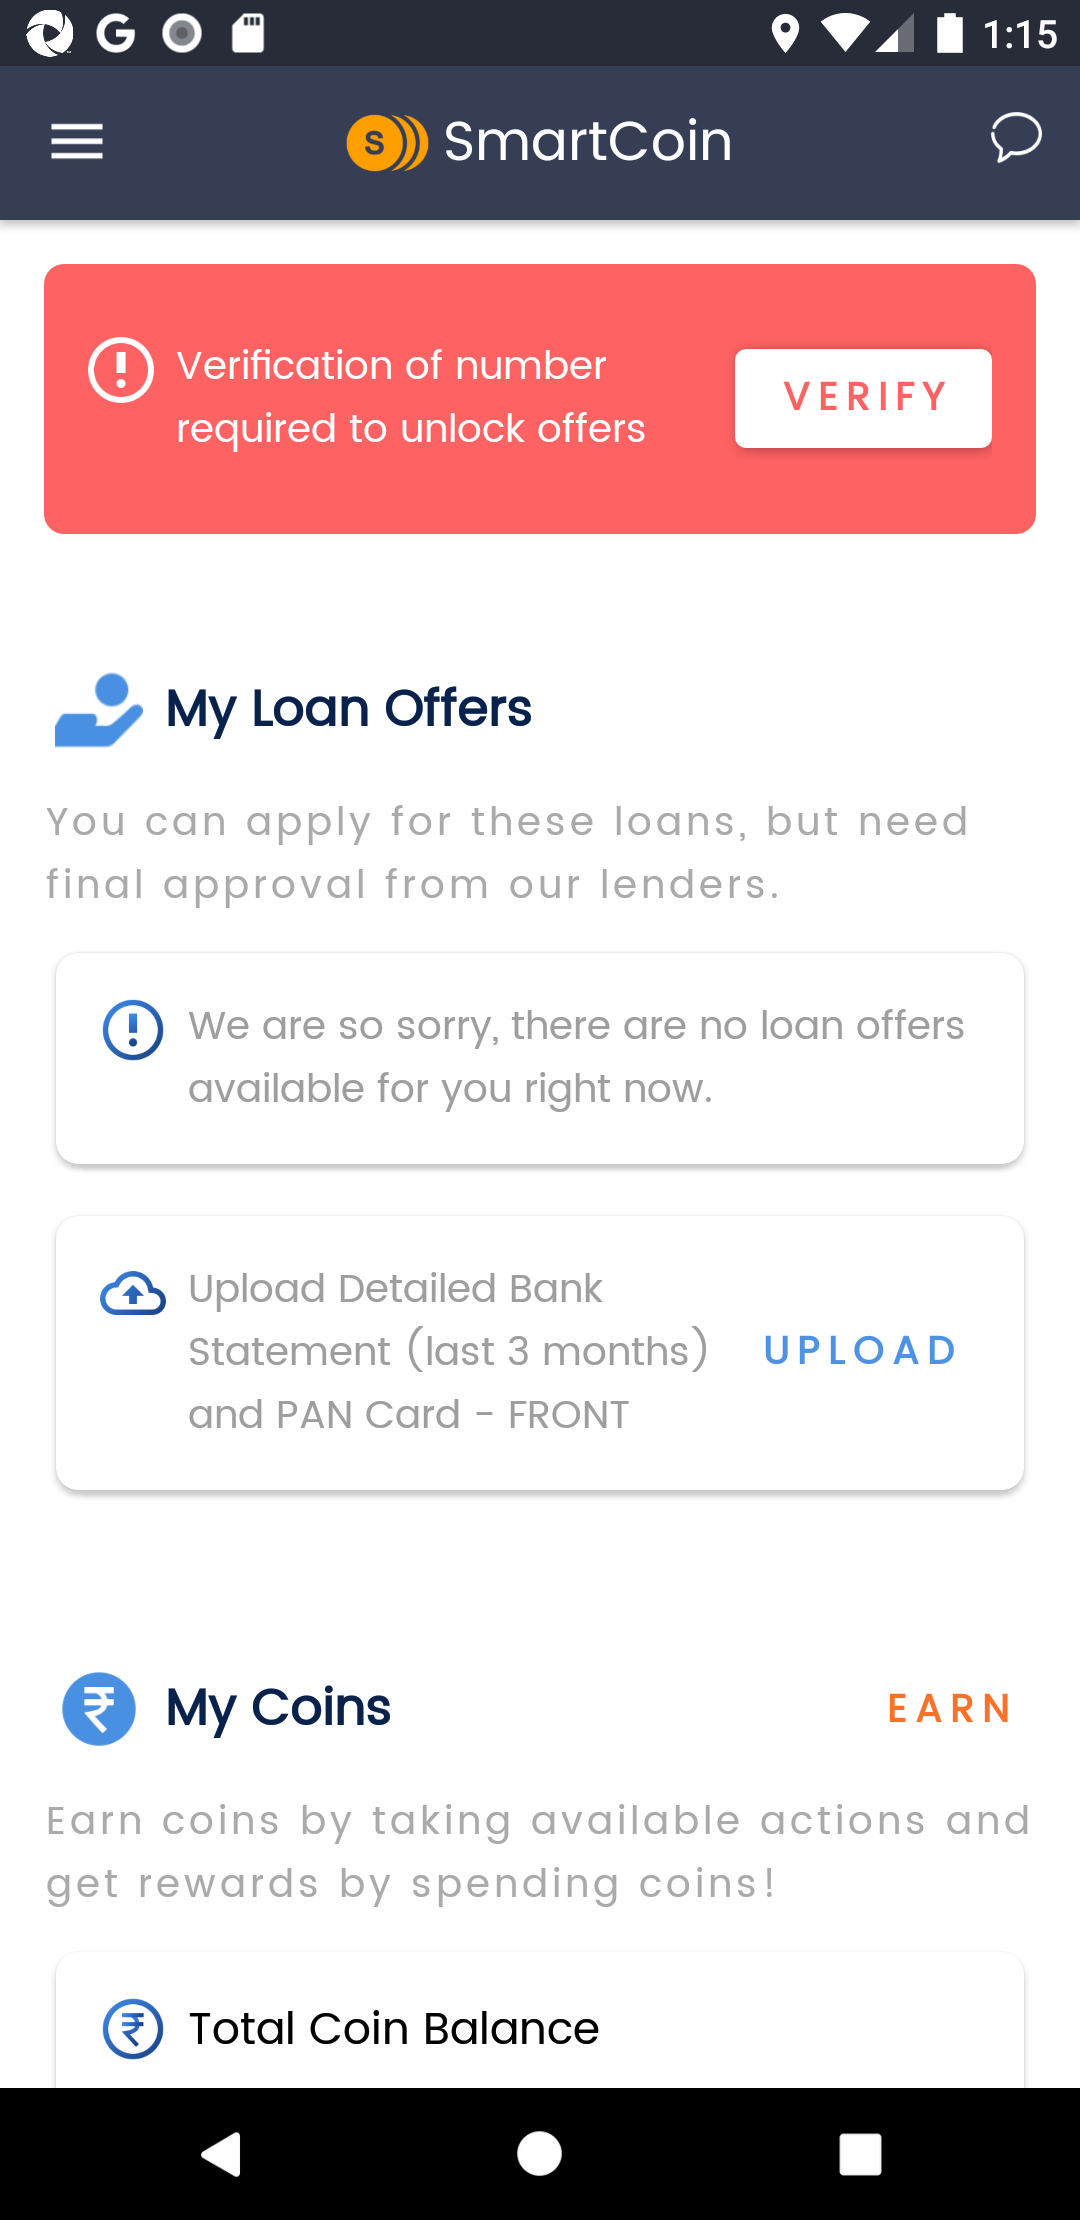 1:15
SmartCoin
Verification of number
required to unlock offers
VERIFY
My Loan Offers
You can apply for these loans, but need
final approval from our lenders.
We are so sorry, there are no loan offers
available for you right now.
Upload Detailed Bank
Statement (last 3 months)
and PAN Card - FRONT
UPLOAD
My Coins
EARN
Earn coins by taking available actions and
get rewards by spending coins!
Total Coin Balance